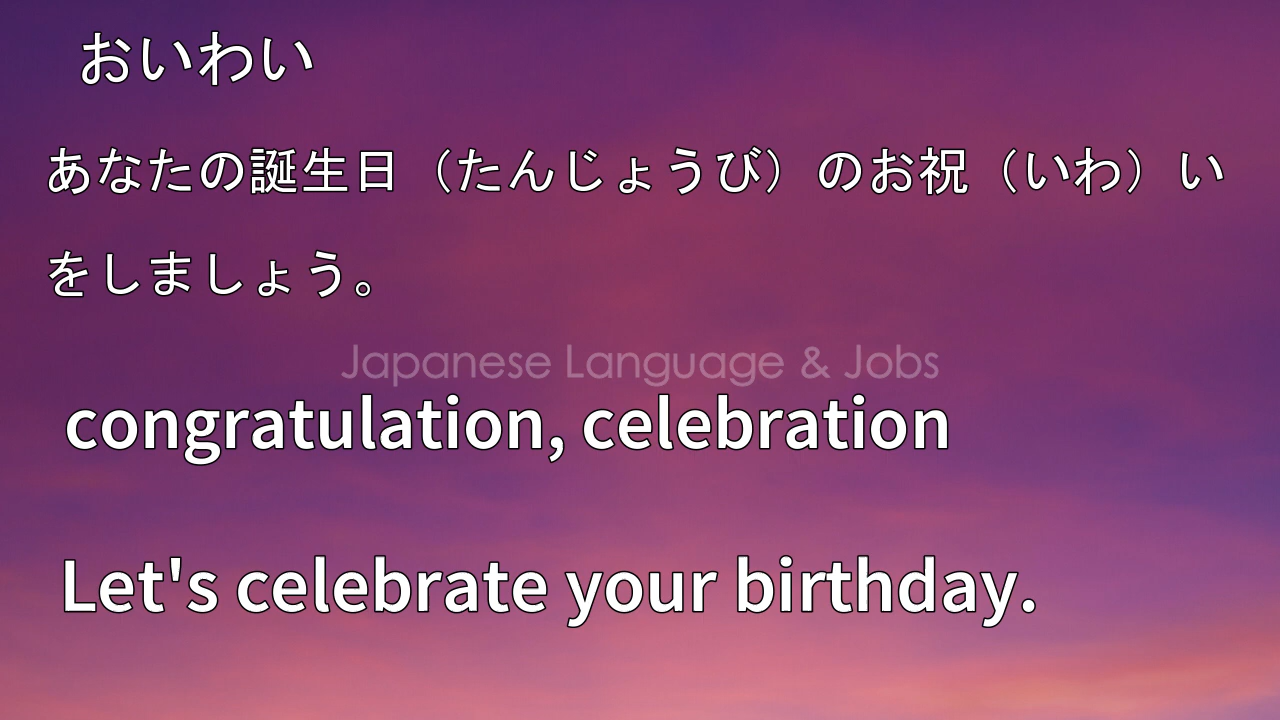 おいわい
あなたの誕生日（たんじょうび）のお祝（いわ）い
をしましょう。
Japanese Language & Jobs
congratulation, celebration
Let's celebrate your birthday.